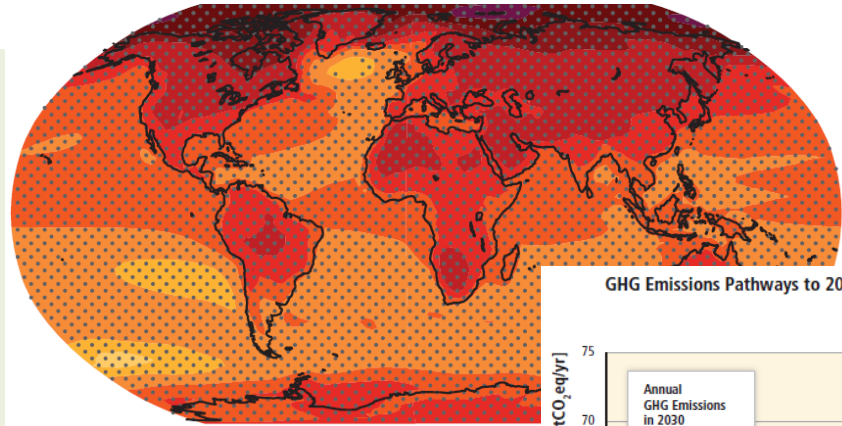 GHG Emissions Pathways to 20
75
Annual
GHG Emissions
in 2030
70
tCO₂eq/yr]